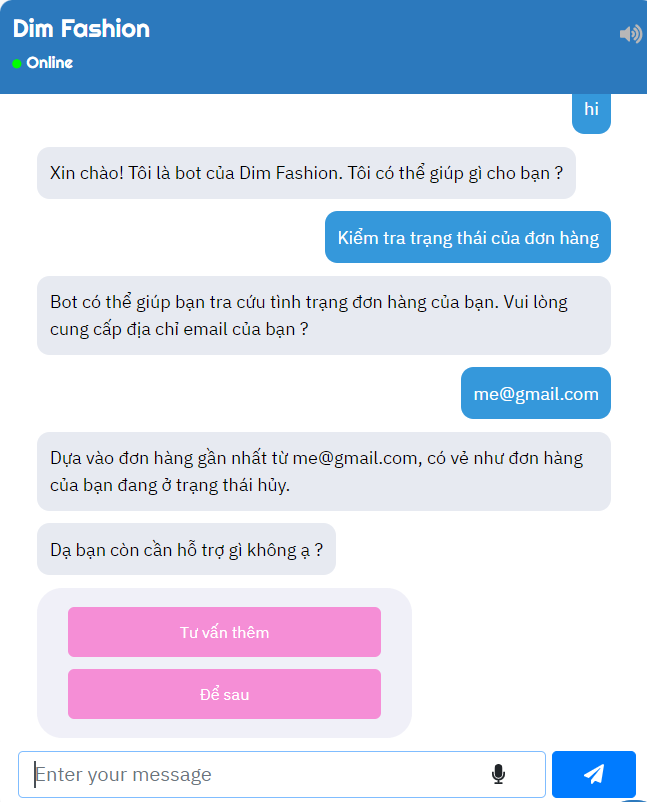 Dim Fashion
Online
hi
Xin chào! Tôi là bot của Dim Fashion. Tôi có thể giúp gì cho bạn ?
Kiểm tra trạng thái của đơn hàng
Bot có thể giúp bạn tra cứu tình trạng đơn hàng của bạn. Vui lòng
cung cấp địa chỉ email của bạn ?
me@gmail.com
Dựa vào đơn hàng gần nhất từ me@gmail.com, có vẻ như đơn hàng
của bạn đang ở trạng thái hủy.
Dạ bạn còn cần hỗ trợ gì không ạ ?
Tư vấn thêm
Để sau
Enter your message